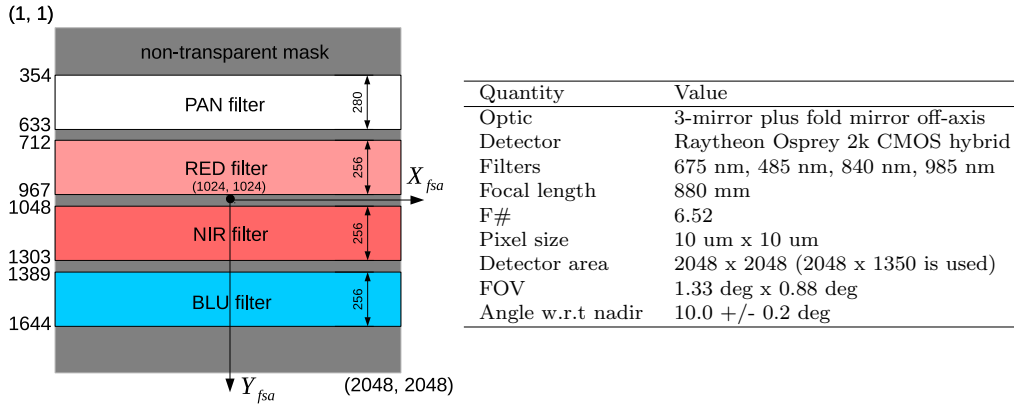 (1, 1)
non-transparent mask
354
PAN filter
280
633
712
RED filter
256
(1024, 1024)
X fsa
967
1048
NIR filter
256
1303
1389
BLU filter
256
1644
Y fsa
(2048, 2048)
Quantity Value
Optic 3-mirror plus fold mirror off-axis
Detector Raytheon Osprey 2k CMOS hybrid
Filters 675 nm, 485 nm, 840 nm, 985 nm
Focal length 880 mm
F# 6.52
Pixel size 10 um x 10 um
Detector area 2048 x 2048 (2048 x 1350 is used)
FOV 1.33 deg x 0.88 deg
Angle w.r.t nadir 10.0 +/- 0.2 deg